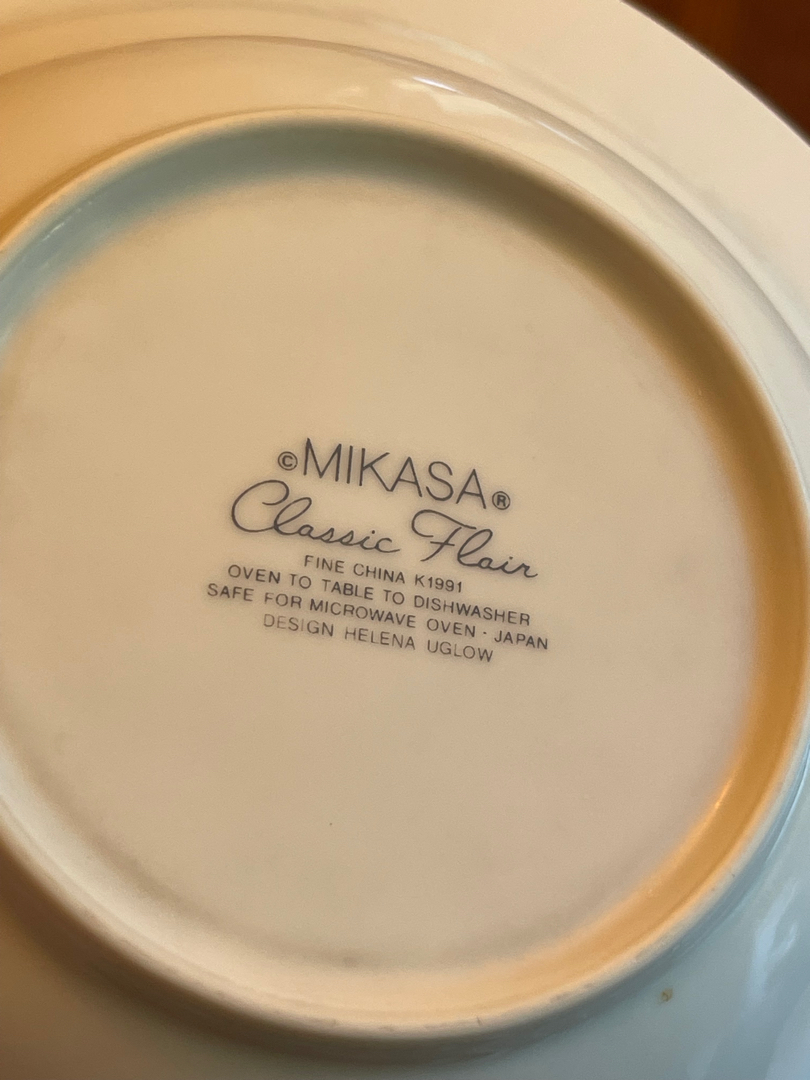 ©MIKASA®
Classic Flair
FINE CHINA K1991
OVEN TO TABLE TO DISHWASHER
SAFE FOR MICROWAVE OVEN · JAPAN
DESIGN HELENA UGLOW